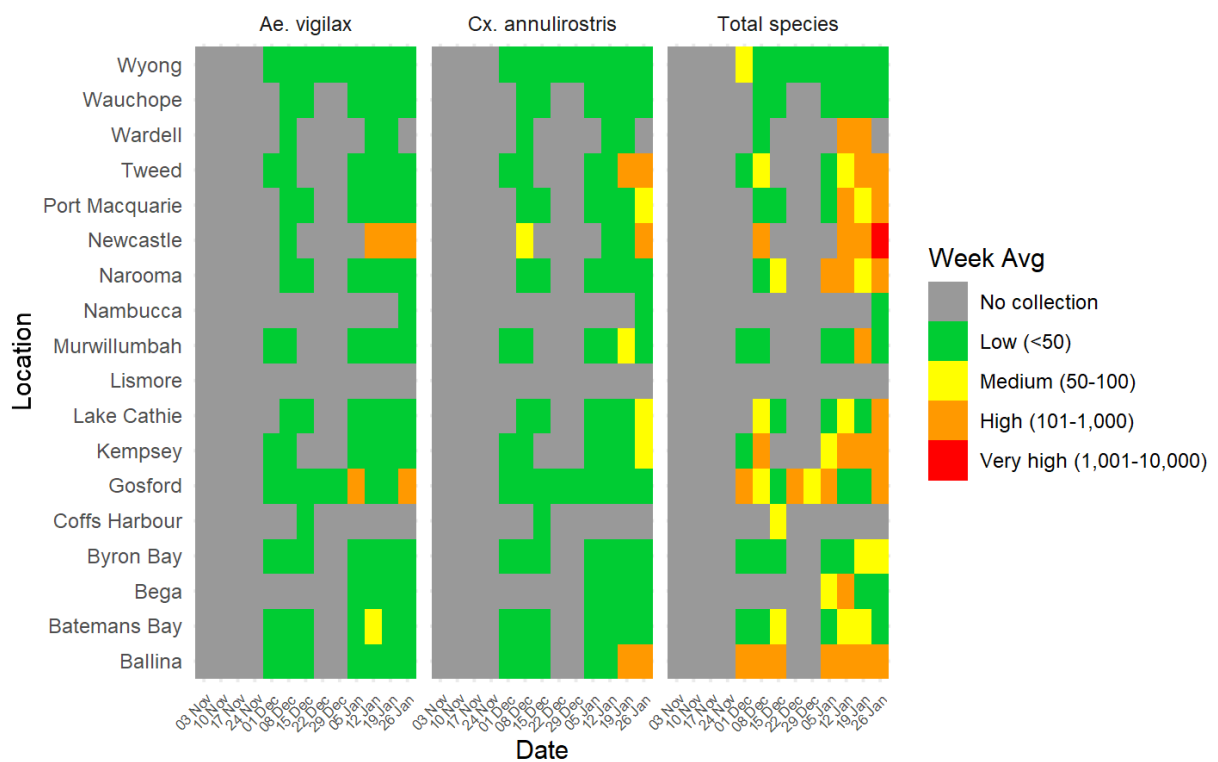 Ae. vigilax
Cx. annulirostris
Total species
Wyong
Wauchope
Wardell
Tweed
Port Macquarie
Newcastle
Narooma
Nambucca
Murwillumbah
Lismore
Lake Cathie
Kempsey
Gosford
Coffs Harbour
Byron Bay
Bega
Batemans Bay
Ballina
Location
03 Nov
10 Nov
17 Nov
24 Nov
01 Dec
08 Dec
15 Dec
22 Dec
29 Dec
05 Jan
12 Jan
19 Jan
26 Jan
03 Nov
10 Nov
17 Nov
24 Nov
01 Dec
08 Dec
15 Dec
22 Dec
29 Dec
05 Jan
12 Jan
19 Jan
26 Jan
03 Nov
10 Nov
17 Nov
24 Nov
01 Dec
08 Dec
15 Dec
22 Dec
29 Dec
05 Jan
12 Jan
19 Jan
26 Jan
Date
Week Avg
No collection
Low (<50)
Medium (50-100)
High (101-1,000)
Very high (1,001-10,000)